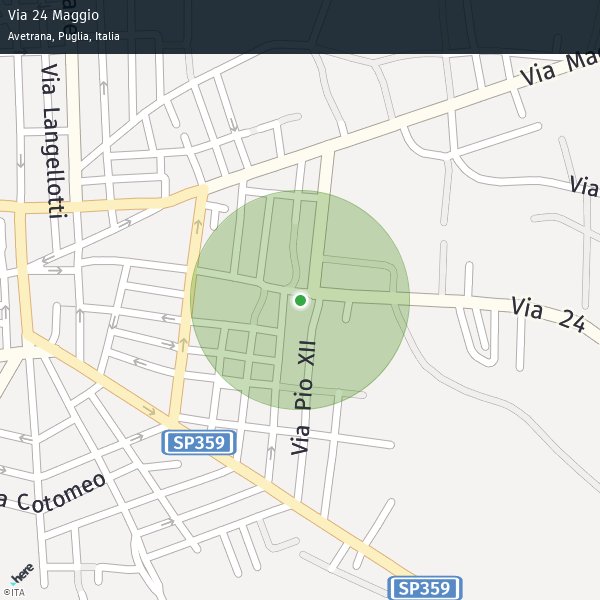 Via 24 Maggio
Avetrana, Puglia, Italia
Via Langellotti
Via Ma
Via
Via 24
Via Pio XII
SP359
a Cotomeo
SP359
here
©ITA